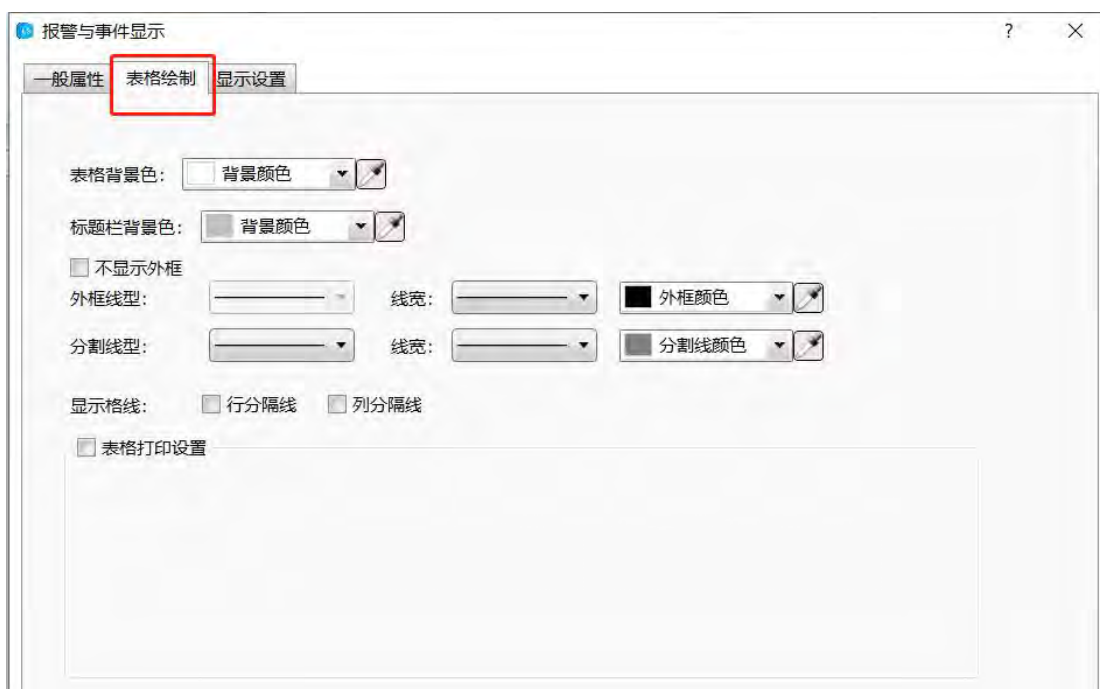 报警与事件显示 ?
一般属性 表格绘制 显示设置
表格背景色: 背景颜色
标题栏背景色: 背景颜色
不显示外框
外框线型: 线宽: 外框颜色
分割线型: 线宽: 分割线颜色
显示格线: 行分隔线 列分隔线
表格打印设置